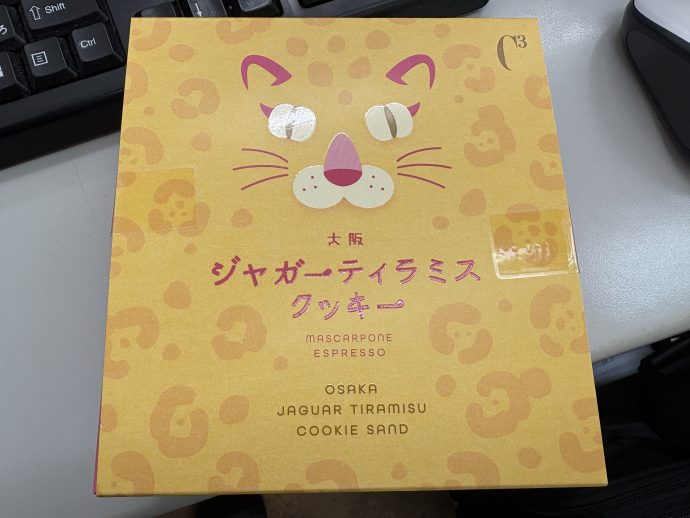 Shift
Ctrl
C³
大阪
ジャガーティラミス
クッキー
MASCARPONE
ESPRESSO
OSAKA
JAGUAR TIRAMISU
COOKIE SAND